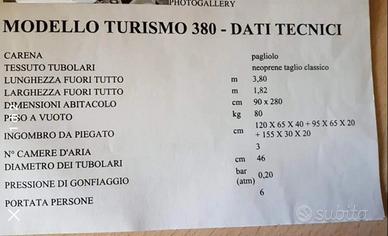 PHOTOGALLERY
MODELLO TURISMO 380 - DATI TECNICI
CARENA pagliolo
TESSUTO TUBOLARI neoprene taglio classico
LUNGHEZZA FUORI TUTTO m 3,80
LARGHEZZA FUORI TUTTO m 1,82
DIMENSIONI ABITACOLO cm 90 x 280
PESO A VUOTO kg 80
INGOMBRO DA PIEGATO cm 120 X 65 X 40 + 95 X 65 X 20
+ 155 X 30 X 20
N° CAMERE D'ARIA 3
DIAMETRO DEI TUBOLARI cm 46
PRESSIONE DI GONFIAGGIO bar (atm) 0,20
PORTATA PERSONE 6
subito